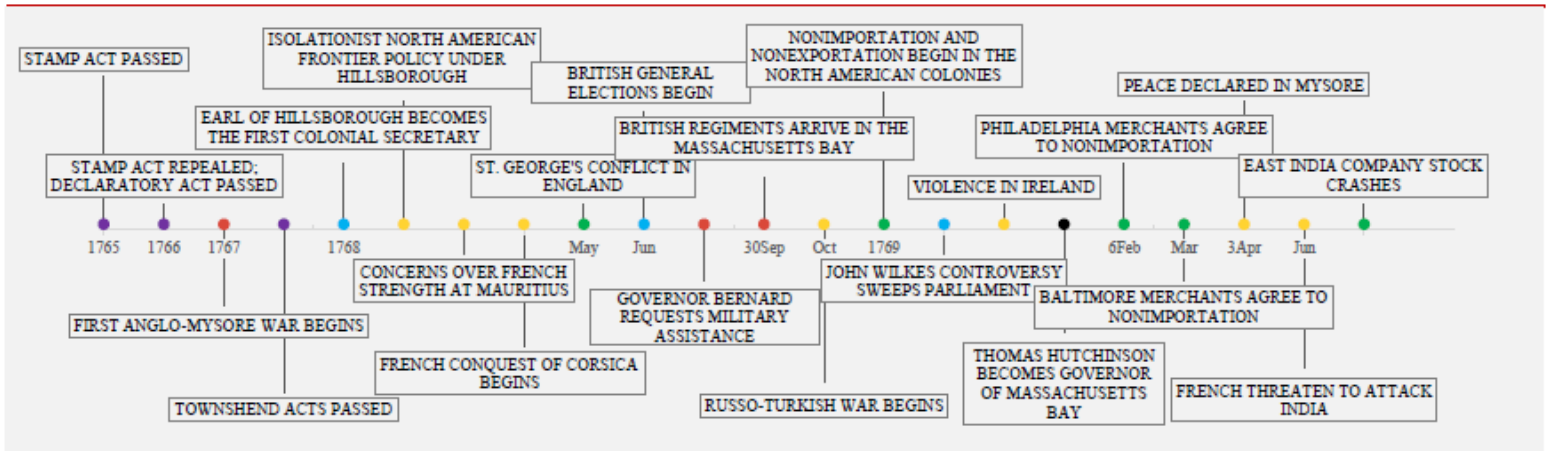 STAMP ACT PASSED
ISOLATIONIST NORTH AMERICAN
FRONTIER POLICY UNDER
HILLSBOROUGH
NONIMPORTATION AND
NONEXPORTATION BEGIN IN THE
NORTH AMERICAN COLONIES
BRITISH GENERAL
ELECTIONS BEGIN
PEACE DECLARED IN MYSORE
EARL OF HILLSBOROUGH BECOMES
THE FIRST COLONIAL SECRETARY
BRITISH REGIMENTS ARRIVE IN THE
MASSACHUSETTS BAY
PHILADELPHIA MERCHANTS AGREE
TO NONIMPORTATION
STAMP ACT REPEALED;
DECLARATORY ACT PASSED
ST. GEORGE'S CONFLICT IN
ENGLAND
VIOLENCE IN IRELAND
EAST INDIA COMPANY STOCK
CRASHES
1765 1766 1767 1768 May Jun 30Sep Oct 1769 6Feb Mar 3Apr Jun
CONCERNS OVER FRENCH
STRENGTH AT MAURITIUS
JOHN WILKES CONTROVERSY
SWEEPS PARLIAMENT
GOVERNOR BERNARD
REQUESTS MILITARY
ASSISTANCE
BALTIMORE MERCHANTS AGREE TO
NONIMPORTATION
FIRST ANGLO-MYSORE WAR BEGINS
FRENCH CONQUEST OF CORSICA
BEGINS
THOMAS HUTCHINSON
BECOMES GOVERNOR
OF MASSACHUSETTS
BAY
TOWNSHEND ACTS PASSED
RUSSO-TURKISH WAR BEGINS
FRENCH THREATEN TO ATTACK
INDIA